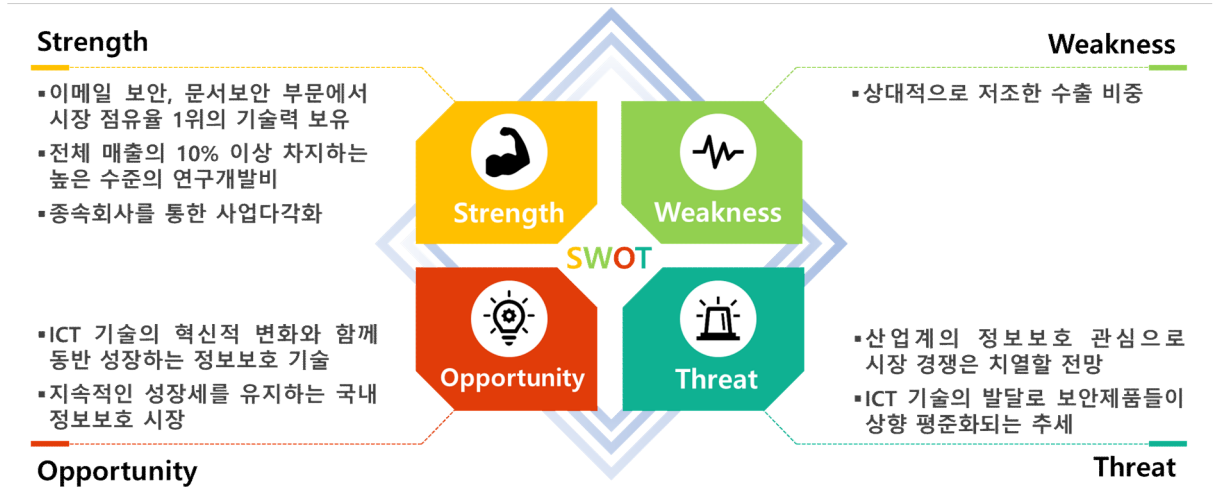 Strength
▪이메일 보안, 문서보안 부문에서
시장 점유율 1위의 기술력 보유
▪전체 매출의 10% 이상 차지하는
높은 수준의 연구개발비
▪종속회사를 통한 사업다각화
Weakness
▪상대적으로 저조한 수출 비중
Strength
Weakness
SWOT
Opportunity
Threat
▪ICT 기술의 혁신적 변화와 함께
동반 성장하는 정보보호 기술
▪지속적인 성장세를 유지하는 국내
정보보호 시장
Opportunity
▪산업계의 정보보호 관심으로
시장 경쟁은 치열할 전망
▪ICT 기술의 발달로 보안제품들이
상향 평준화되는 추세
Threat